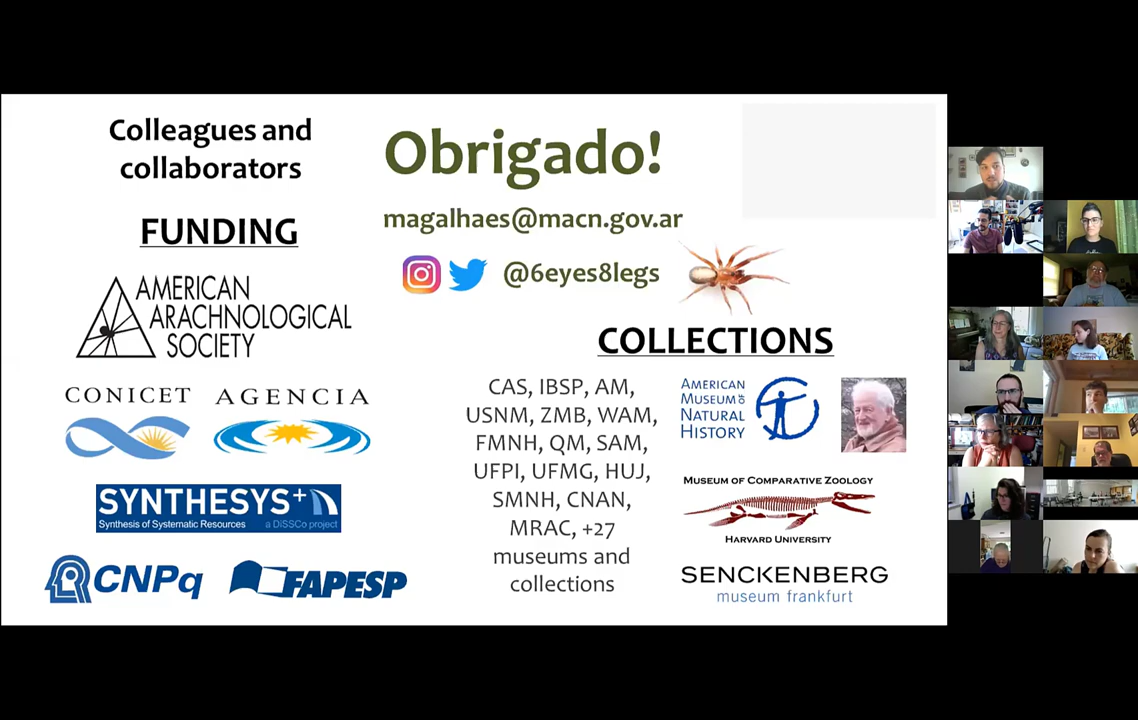 Colleagues and
collaborators
FUNDING
AMERICAN
ARACHNOLOGICAL
SOCIETY
CONICET
AGENCIA
SYNTHESYS+
Synthesis of Systematic Resources
a DiSSCo project
CNPq
FAPESP
Obrigado!
magalhaes@macn.gov.ar
@6eyes8legs
COLLECTIONS
CAS, IBSP, AM,
USNM, ZMB, WAM,
FMNH, QM, SAM,
UFPI, UFMG, HUJ,
SMNH, CNAN,
MRAC, +27
museums and
collections
AMERICAN
MUSEUM OF
NATURAL
HISTORY
MUSEUM OF COMPARATIVE ZOOLOGY
HARVARD UNIVERSITY
SENCKENBERG
museum frankfurt